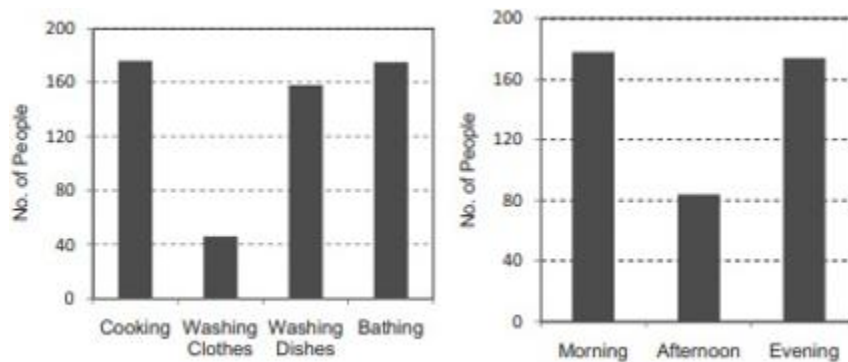 No. of People
200
160
120
80
40
0
Cooking
Washing
Clothes
Washing
Dishes
Bathing
No. of People
200
160
120
80
40
0
Morning
Afternoon
Evening